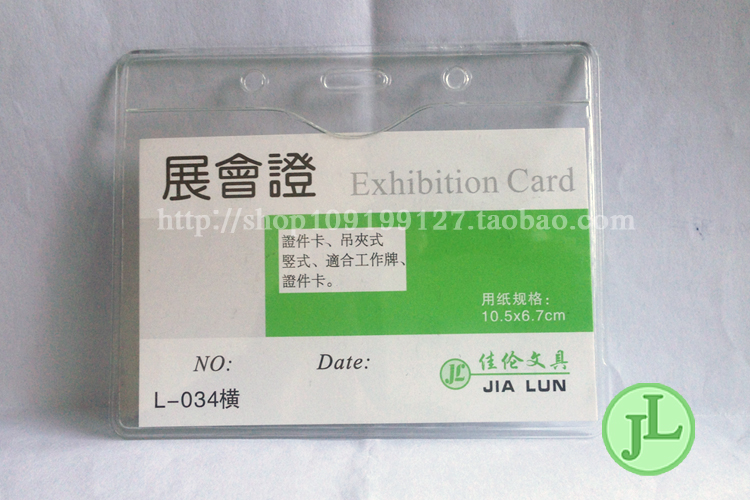 展會證 Exhibition Card
http://shop109199127.taobao.com
證件卡、吊夾式
竪式、適合工作牌、
證件卡。
用纸规格：
10.5x6.7cm
NO: Date:
JL 佳伦文具
JIA LUN
L-034横
JL